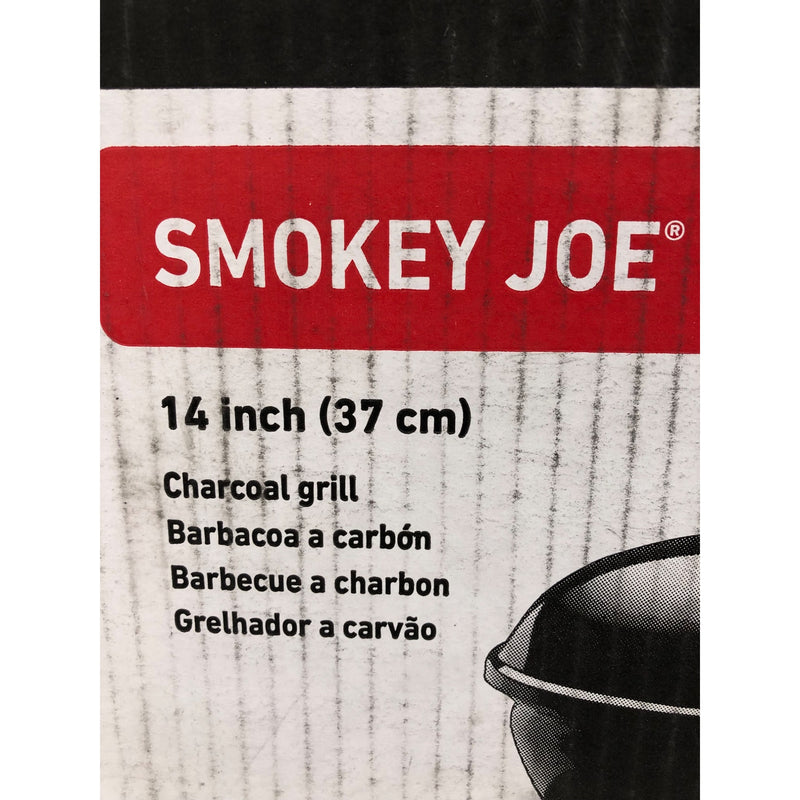 SMOKEY JOE®
14 inch (37 cm)
Charcoal grill
Barbacoa a carbón
Barbecue a charbon
Grelhador a carvão